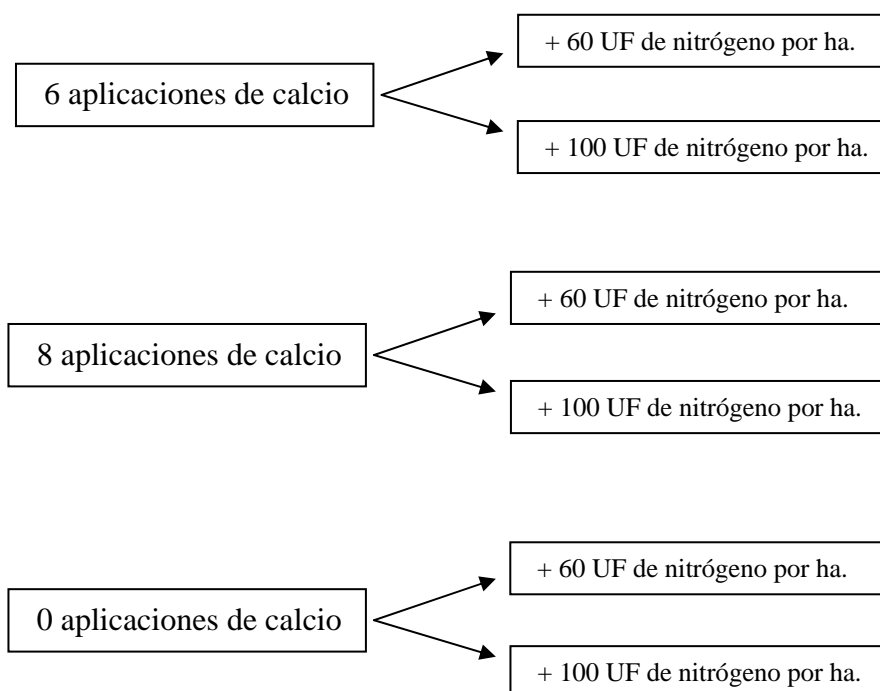 + 60 UF de nitrógeno por ha.
6 aplicaciones de calcio
+ 100 UF de nitrógeno por ha.
+ 60 UF de nitrógeno por ha.
8 aplicaciones de calcio
+ 100 UF de nitrógeno por ha.
+ 60 UF de nitrógeno por ha.
0 aplicaciones de calcio
+ 100 UF de nitrógeno por ha.